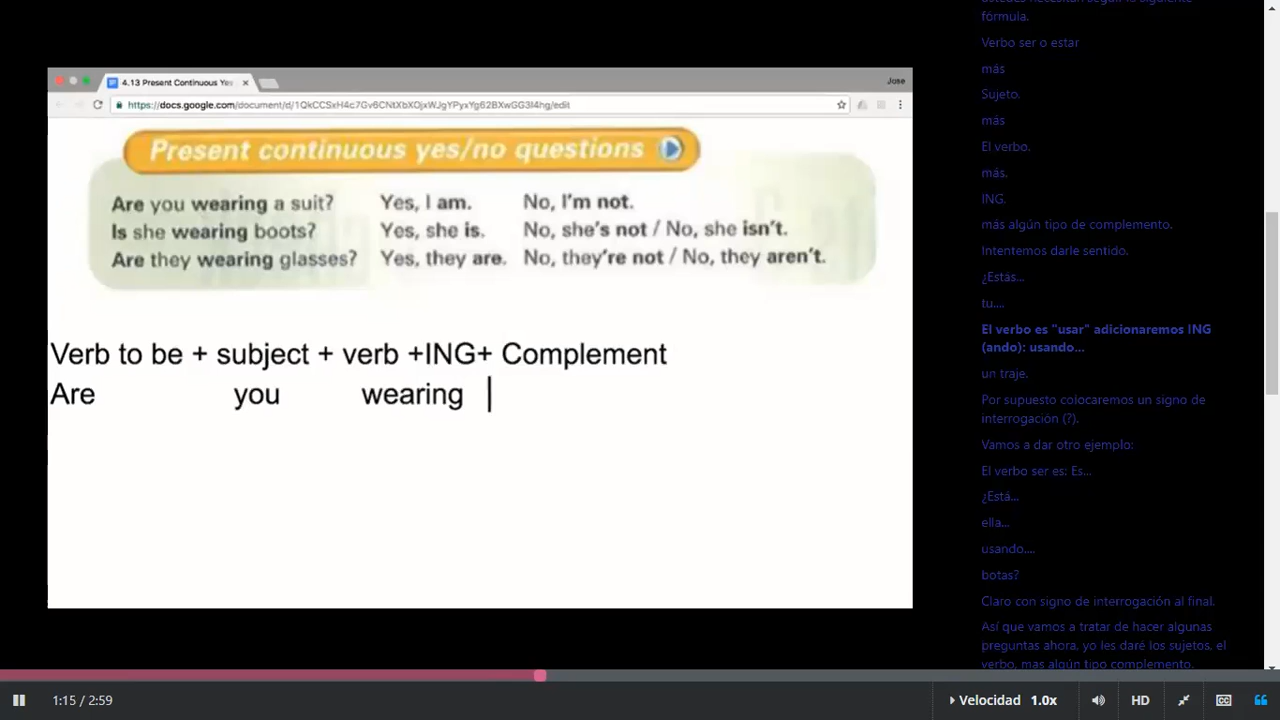 4.13 Present Continuous Yes
Jose
https://docs.google.com/document/d/1QkCCSxH4c7Gv6CNtXbXOjxWJgYPyxYg62BXwGG3I4hg/edit
Present continuous yes/no questions
Are you wearing a suit? Yes, I am. No, I'm not.
Is she wearing boots? Yes, she is. No, she's not / No, she isn't.
Are they wearing glasses? Yes, they are. No, they're not / No, they aren't.
Verb to be + subject + verb +ING+ Complement
Are you wearing
fórmula.
Verbo ser o estar
más
Sujeto.
más
El verbo.
más.
ING.
más algún tipo de complemento.
Intentemos darle sentido.
¿Estás...
tu....
El verbo es "usar" adicionaremos ING
(ando): usando...
un traje.
Por supuesto colocaremos un signo de
interrogación (?).
Vamos a dar otro ejemplo:
El verbo ser es: Es...
¿Está...
ella...
usando....
botas?
Claro con signo de interrogación al final.
Así que vamos a tratar de hacer algunas
preguntas ahora, yo les daré los sujetos, el
verbo, mas algún tipo complemento.
1:15 / 2:59
Velocidad 1.0x
HD
CC